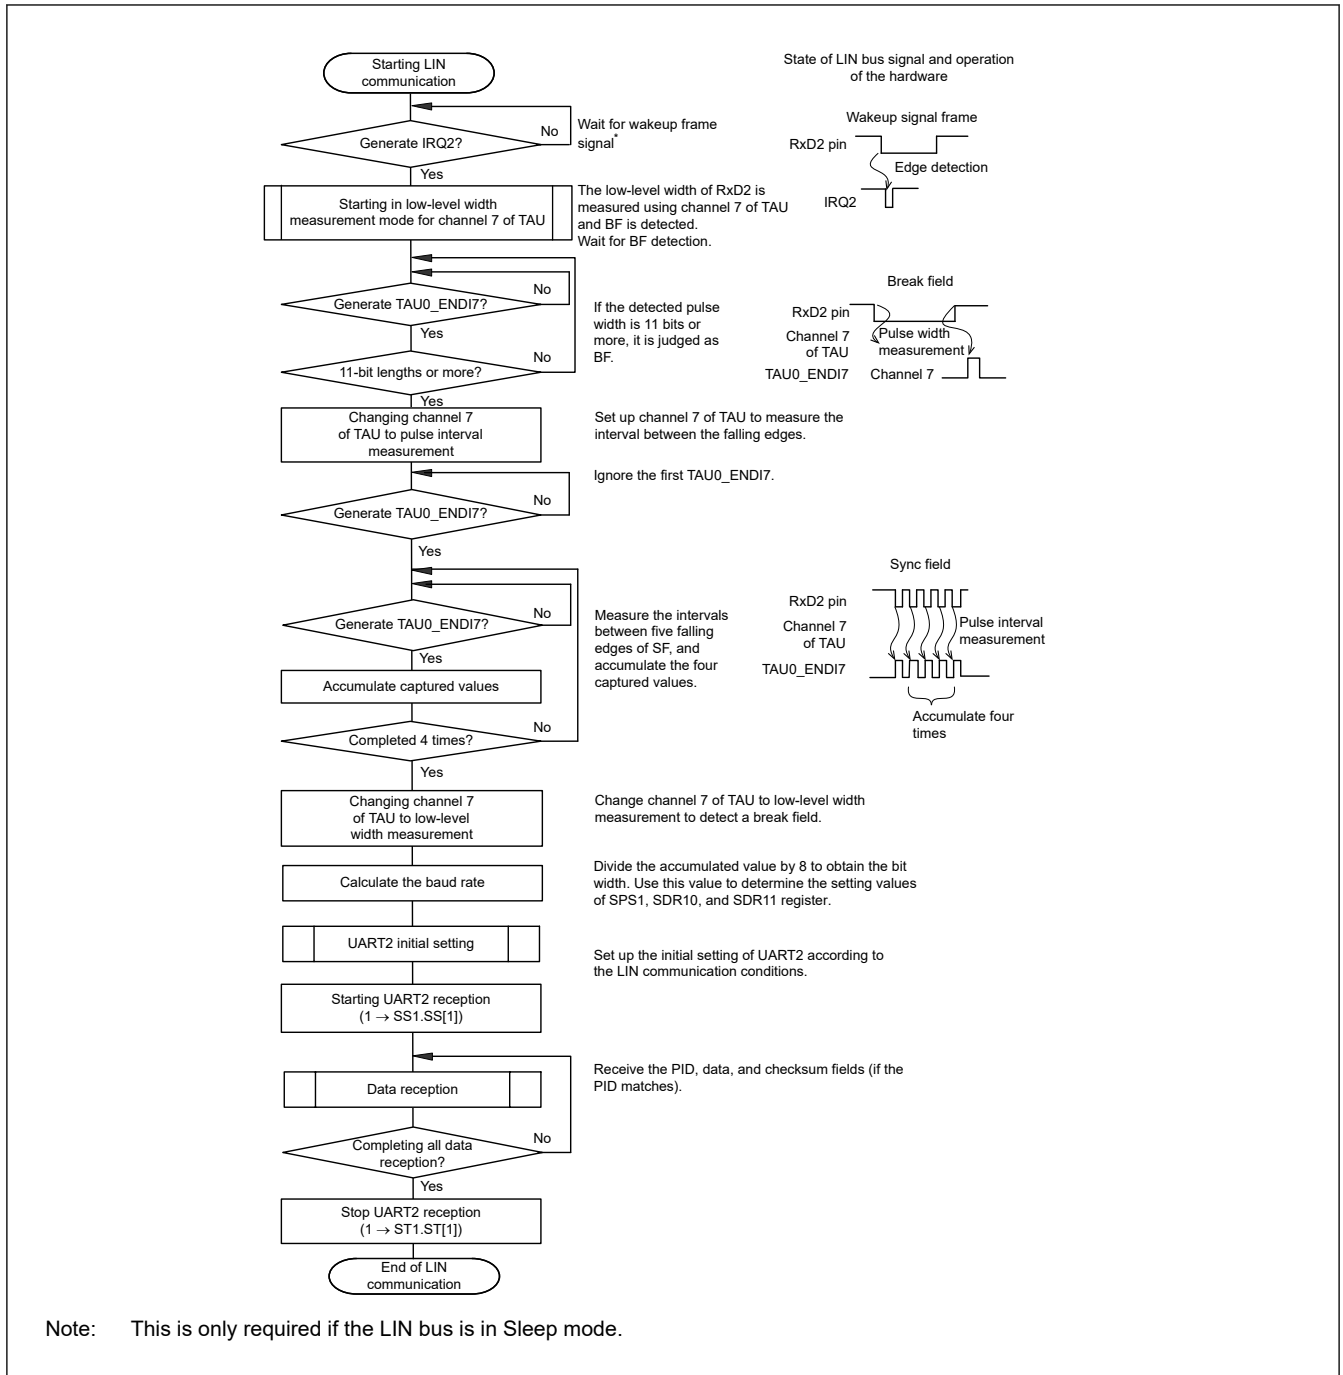 Starting LIN
communication
State of LIN bus signal and operation
of the hardware
Generate IRQ2?
No
Yes
Wait for wakeup frame
signal*
Wakeup signal frame
RxD2 pin
Edge detection
IRQ2
Starting in low-level width
measurement mode for channel 7 of TAU
The low-level width of RxD2 is
measured using channel 7 of TAU
and BF is detected.
Wait for BF detection.
Generate TAU0_ENDI7?
No
Yes
11-bit lengths or more?
No
Yes
If the detected pulse
width is 11 bits or
more, it is judged as
BF.
Break field
RxD2 pin
Channel 7
of TAU
Pulse width
measurement
TAU0_ENDI7
Channel 7
Changing channel 7
of TAU to pulse interval
measurement
Set up channel 7 of TAU to measure the
interval between the falling edges.
Ignore the first TAU0_ENDI7.
Generate TAU0_ENDI7?
No
Yes
Generate TAU0_ENDI7?
No
Yes
Accumulate captured values
Completed 4 times?
No
Yes
Measure the intervals
between five falling
edges of SF, and
accumulate the four
captured values.
Sync field
RxD2 pin
Channel 7
of TAU
Pulse interval
measurement
TAU0_ENDI7
Accumulate four
times
Changing channel 7
of TAU to low-level
width measurement
Change channel 7 of TAU to low-level width
measurement to detect a break field.
Calculate the baud rate
Divide the accumulated value by 8 to obtain the bit
width. Use this value to determine the setting values
of SPS1, SDR10, and SDR11 register.
UART2 initial setting
Set up the initial setting of UART2 according to
the LIN communication conditions.
Starting UART2 reception
(1 → SS1.SS[1])
Data reception
Receive the PID, data, and checksum fields (if the
PID matches).
Completing all data
reception?
No
Yes
Stop UART2 reception
(1 → ST1.ST[1])
End of LIN
communication
Note: This is only required if the LIN bus is in Sleep mode.